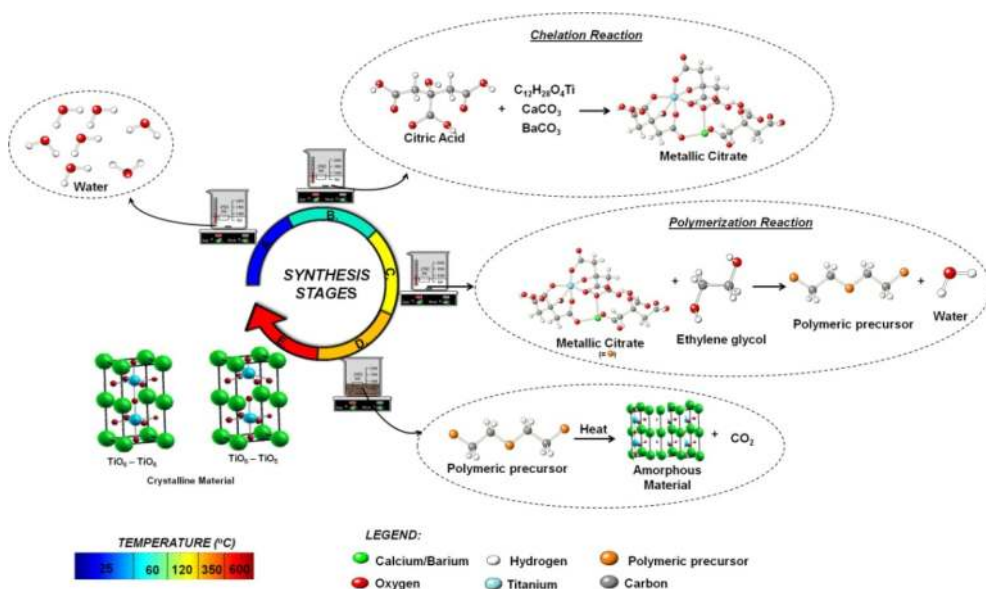 Chelation Reaction
C12H28O4Ti
CaCO3
BaCO3
+
Citric Acid
Metallic Citrate
Water
B.
C.
D.
SYNTHESIS
STAGES
Polymerization Reaction
+
+
Metallic Citrate
Ethylene glycol
Polymeric precursor
Water
Heat
+ CO2
Polymeric precursor
Amorphous
Material
Crystalline Material
TEMPERATURE (ºC)
25 60 120 350 600
LEGEND:
Calcium/Barium
Hydrogen
Polymeric precursor
Oxygen
Titanium
Carbon